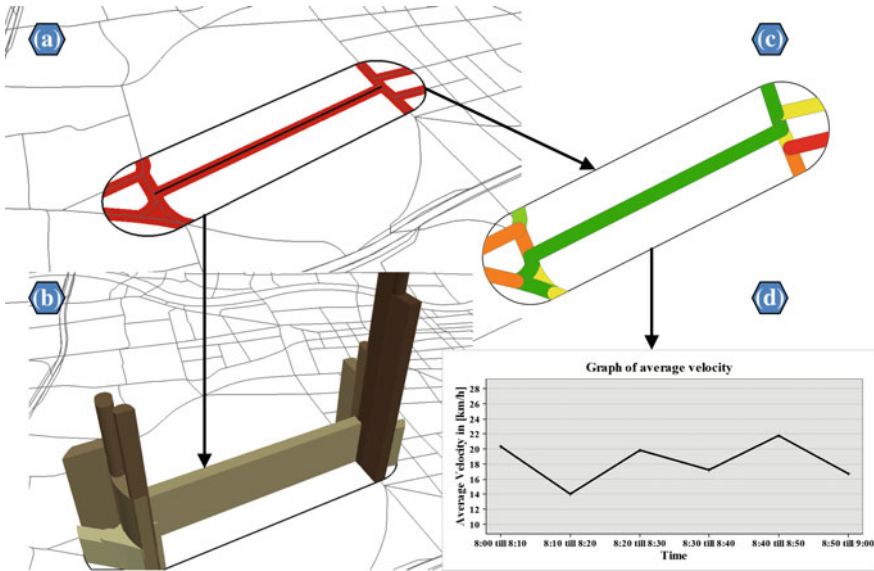 (a)
(c)
(b)
(d)
Graph of average velocity
Average Velocity in [km/h]
28
26
24
22
20
18
16
14
12
10
8:00 till 8:10 8:10 till 8:20 8:20 till 8:30 8:30 till 8:40 8:40 till 8:50 8:50 till 9:00
Time